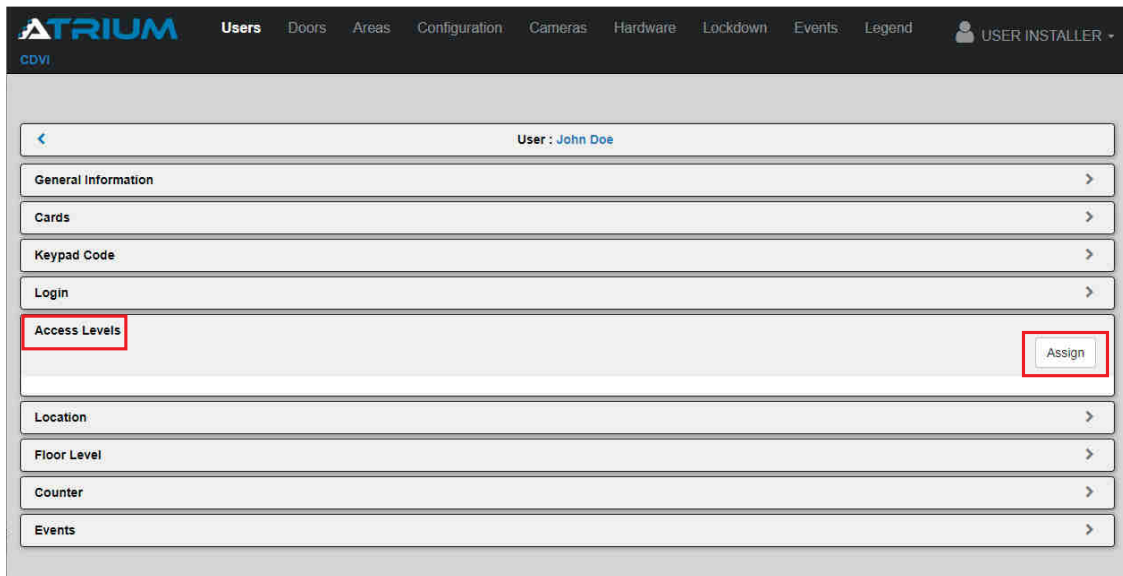 ATRIUM Users Doors Areas Configuration Cameras Hardware Lockdown Events Legend USER INSTALLER
CDVI
User : John Doe
General Information
Cards
Keypad Code
Login
Access Levels
Assign
Location
Floor Level
Counter
Events